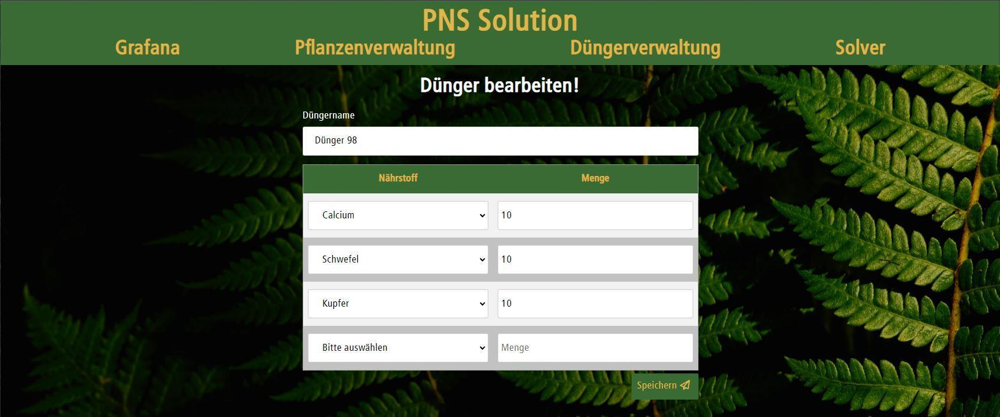 PNS Solution
Grafana Pflanzenverwaltung Düngerverwaltung Solver
Dünger bearbeiten!
Düngername
Dünger 98
Nährstoff Menge
Calcium 10
Schwefel 10
Kupfer 10
Bitte auswählen Menge
Speichern